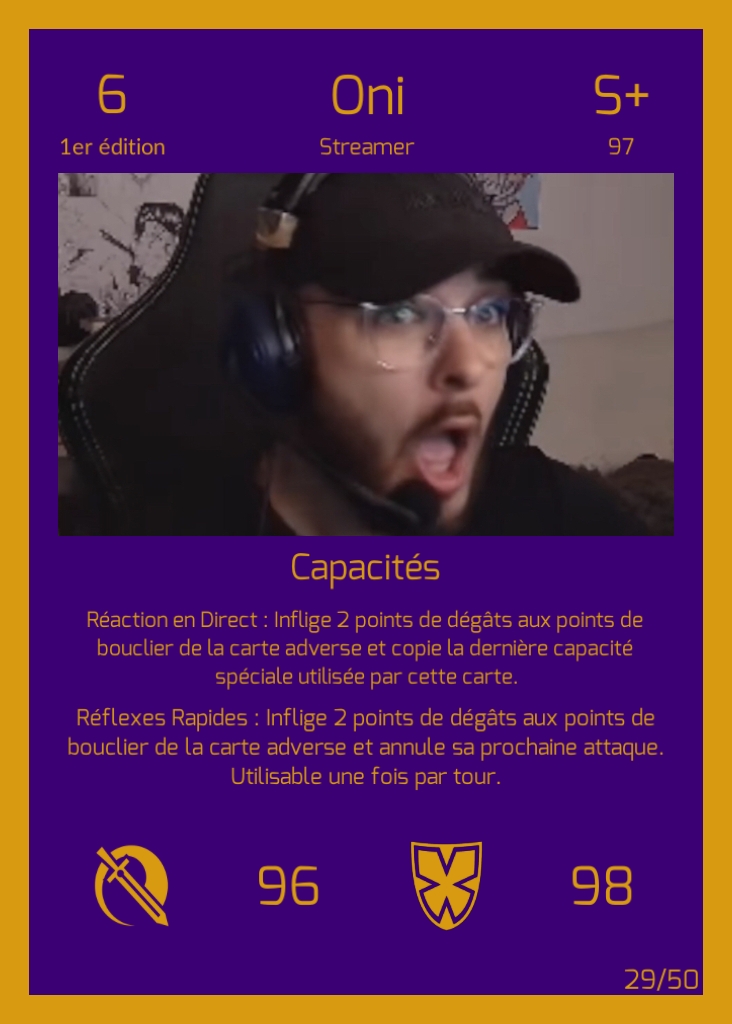 6
Oni
S+
1er édition
Streamer
97
Capacités
Réaction en Direct : Inflige 2 points de dégâts aux points de
bouclier de la carte adverse et copie la dernière capacité
spéciale utilisée par cette carte.
Réflexes Rapides : Inflige 2 points de dégâts aux points de
bouclier de la carte adverse et annule sa prochaine attaque.
Utilisable une fois par tour.
96
98
29/50